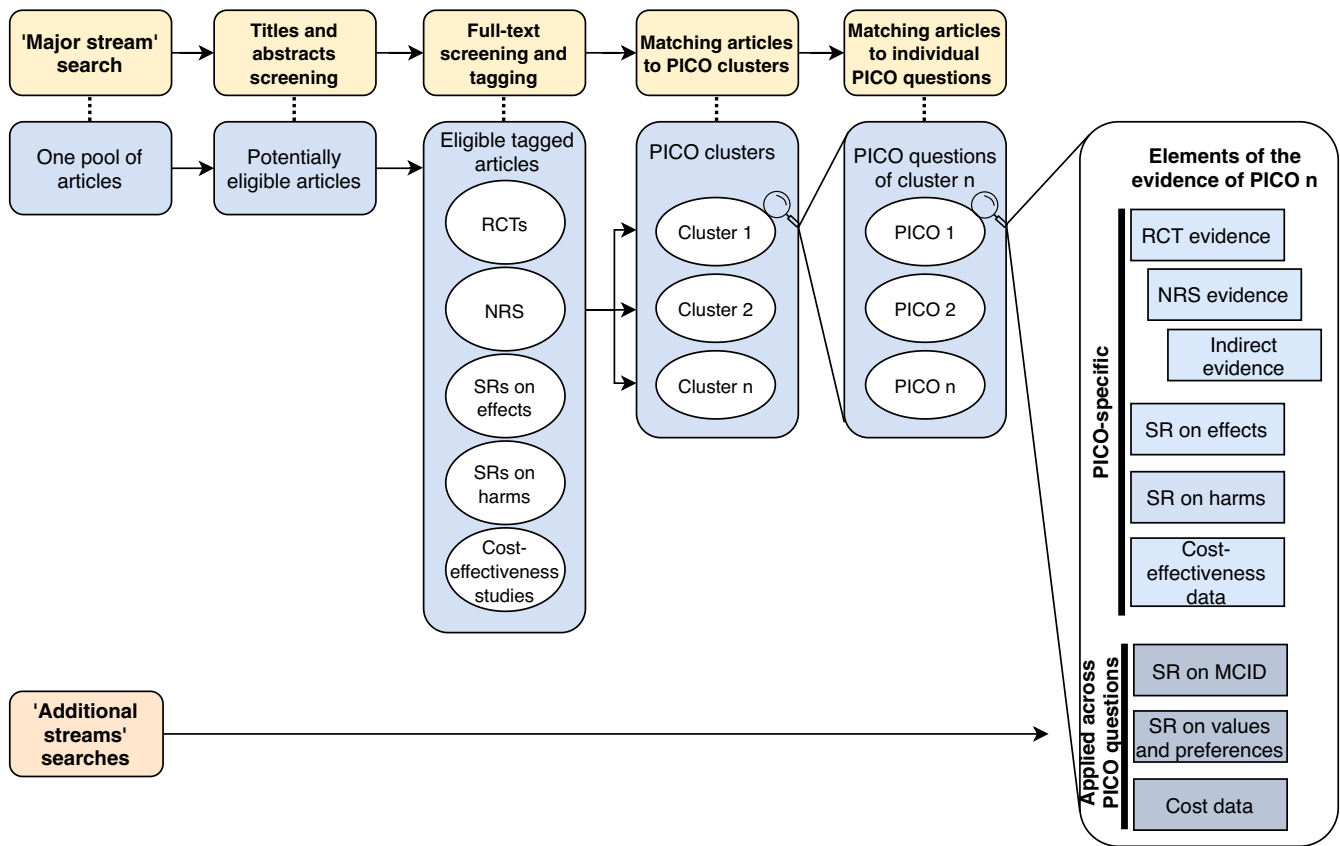 'Major stream'
search
Titles and
abstracts
screening
Full-text
screening and
tagging
Matching articles
to PICO clusters
Matching articles
to individual
PICO questions
One pool of
articles
Potentially
eligible articles
Eligible tagged
articles
RCTs
NRS
SRs on
effects
SRs on
harms
Cost-
effectiveness
studies
PICO clusters
Cluster 1
Cluster 2
Cluster n
PICO questions
of cluster n
PICO 1
PICO 2
PICO n
Elements of the
evidence of PICO n
PICO-specific
RCT evidence
NRS evidence
Indirect
evidence
SR on effects
SR on harms
Cost-
effectiveness
data
Applied across
PICO questions
SR on MCID
SR on values
and preferences
Cost data
'Additional
streams'
searches